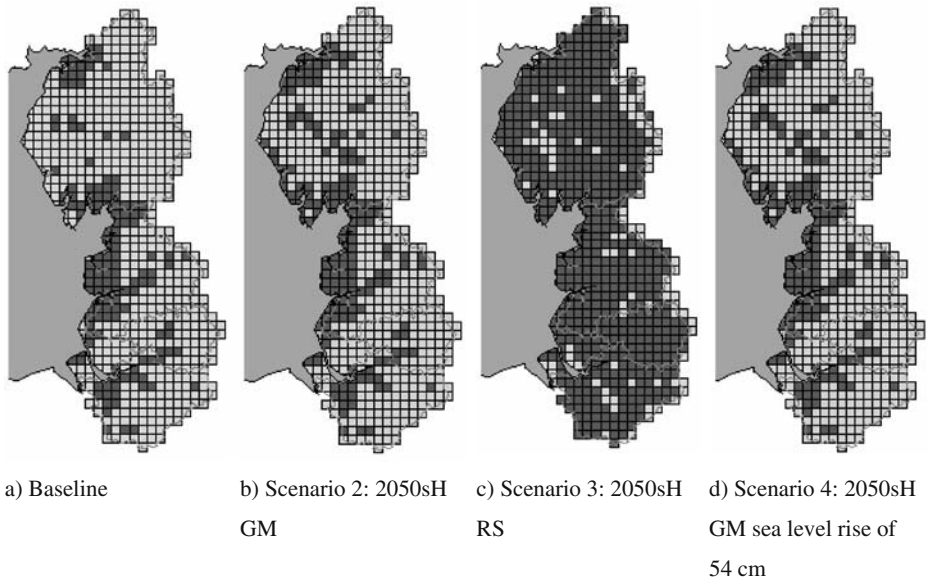 a) Baseline
b) Scenario 2: 2050sH
GM
c) Scenario 3: 2050sH
RS
d) Scenario 4: 2050sH
GM sea level rise of
54 cm